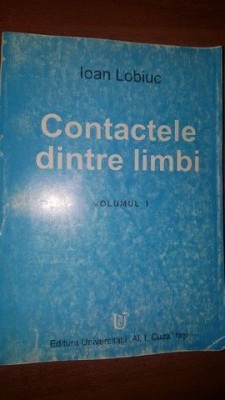 Ioan Lobiuc
Contactele
dintre limbi
VOLUMUL I
Editura Universității "Al. I. Cuza" Iași